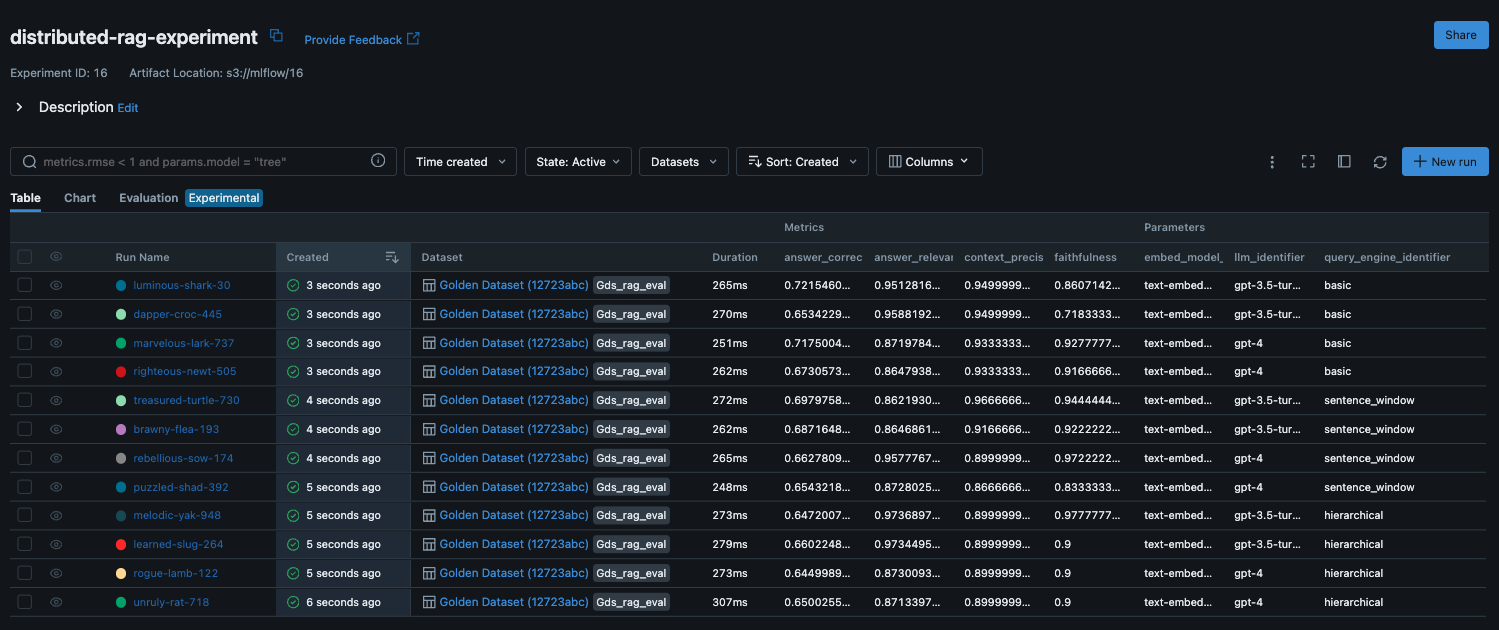 distributed-rag-experiment Provide Feedback Share
Experiment ID: 16 Artifact Location: s3://mlflow/16
Description Edit
metrics.rmse < 1 and params.model = "tree" Time created State: Active Datasets Sort: Created Columns New run
Table Chart Evaluation Experimental
Metrics Parameters
Run Name Created Dataset Duration answer_correc answer_relevan context_precis faithfulness embed_model_ llm_identifier query_engine_identifier
luminous-shark-30 3 seconds ago Golden Dataset (12723abc) Gds_rag_eval 265ms 0.7215460... 0.9512816... 0.9499999... 0.8607142... text-embed... gpt-3.5-tur... basic
dapper-croc-445 3 seconds ago Golden Dataset (12723abc) Gds_rag_eval 270ms 0.6534229... 0.9588192... 0.9499999... 0.7183333... text-embed... gpt-3.5-tur... basic
marvelous-lark-737 3 seconds ago Golden Dataset (12723abc) Gds_rag_eval 251ms 0.7175004... 0.8719784... 0.9333333... 0.9277777... text-embed... gpt-4 basic
righteous-newt-505 3 seconds ago Golden Dataset (12723abc) Gds_rag_eval 262ms 0.6730573... 0.8647938... 0.9333333... 0.9166666... text-embed... gpt-4 basic
treasured-turtle-730 4 seconds ago Golden Dataset (12723abc) Gds_rag_eval 272ms 0.6979758... 0.8621930... 0.9666666... 0.9444444... text-embed... gpt-3.5-tur... sentence_window
brawny-flea-193 4 seconds ago Golden Dataset (12723abc) Gds_rag_eval 262ms 0.6871648... 0.8646861... 0.9166666... 0.9222222... text-embed... gpt-3.5-tur... sentence_window
rebellious-sow-174 4 seconds ago Golden Dataset (12723abc) Gds_rag_eval 265ms 0.6627809... 0.9577767... 0.8999999... 0.9722222... text-embed... gpt-4 sentence_window
puzzled-shad-392 5 seconds ago Golden Dataset (12723abc) Gds_rag_eval 248ms 0.6543218... 0.8728025... 0.8666666... 0.8333333... text-embed... gpt-4 sentence_window
melodic-yak-948 5 seconds ago Golden Dataset (12723abc) Gds_rag_eval 273ms 0.6472007... 0.9736897... 0.8999999... 0.9777777... text-embed... gpt-3.5-tur... hierarchical
learned-slug-264 5 seconds ago Golden Dataset (12723abc) Gds_rag_eval 279ms 0.6602248... 0.9734495... 0.8999999... 0.9 text-embed... gpt-3.5-tur... hierarchical
rogue-lamb-122 5 seconds ago Golden Dataset (12723abc) Gds_rag_eval 273ms 0.6449989... 0.8730093... 0.8999999... 0.9 text-embed... gpt-4 hierarchical
unruly-rat-718 6 seconds ago Golden Dataset (12723abc) Gds_rag_eval 307ms 0.6500255... 0.8713397... 0.8999999... 0.9 text-embed... gpt-4 hierarchical